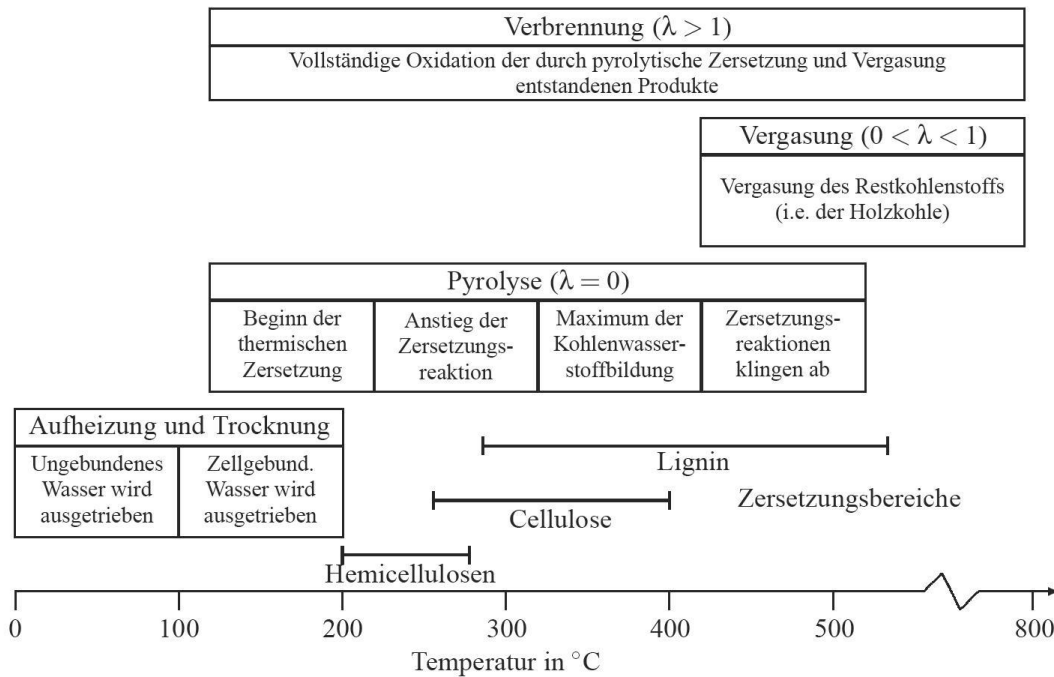 Verbrennung (λ > 1)
Vollständige Oxidation der durch pyrolytische Zersetzung und Vergasung
entstandenen Produkte
Vergasung (0 < λ < 1)
Vergasung des Restkohlenstoffs
(i.e. der Holzkohle)
Pyrolyse (λ = 0)
Beginn der
thermischen
Zersetzung
Anstieg der
Zersetzungs-
reaktion
Maximum der
Kohlenwasser-
stoffbildung
Zersetzungs-
reaktionen
klingen ab
Aufheizung und Trocknung
Ungebundenes
Wasser wird
ausgetrieben
Zellgebund.
Wasser wird
ausgetrieben
Lignin
Cellulose
Zersetzungsbereiche
Hemicellulosen
0 100 200 300 400 500 800
Temperatur in °C